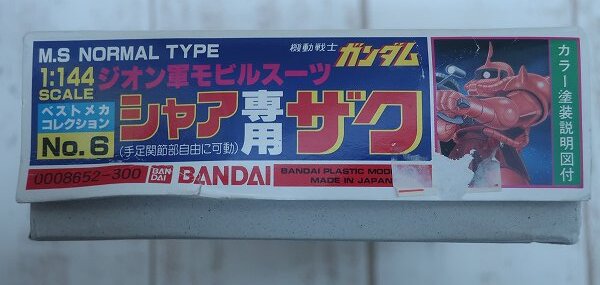 M.S NORMAL TYPE
機動戦士 ガンダム
1:144 SCALE
ジオン軍モビルスーツ
ベストメカ
コレクション
No. 6
シャア専用 ザク
(手足関節部自由に可動)
0008652-300
BAN
DAI
BANDAI
BANDAI PLASTIC MODEL
MADE IN JAPAN
カラー塗装説明図付